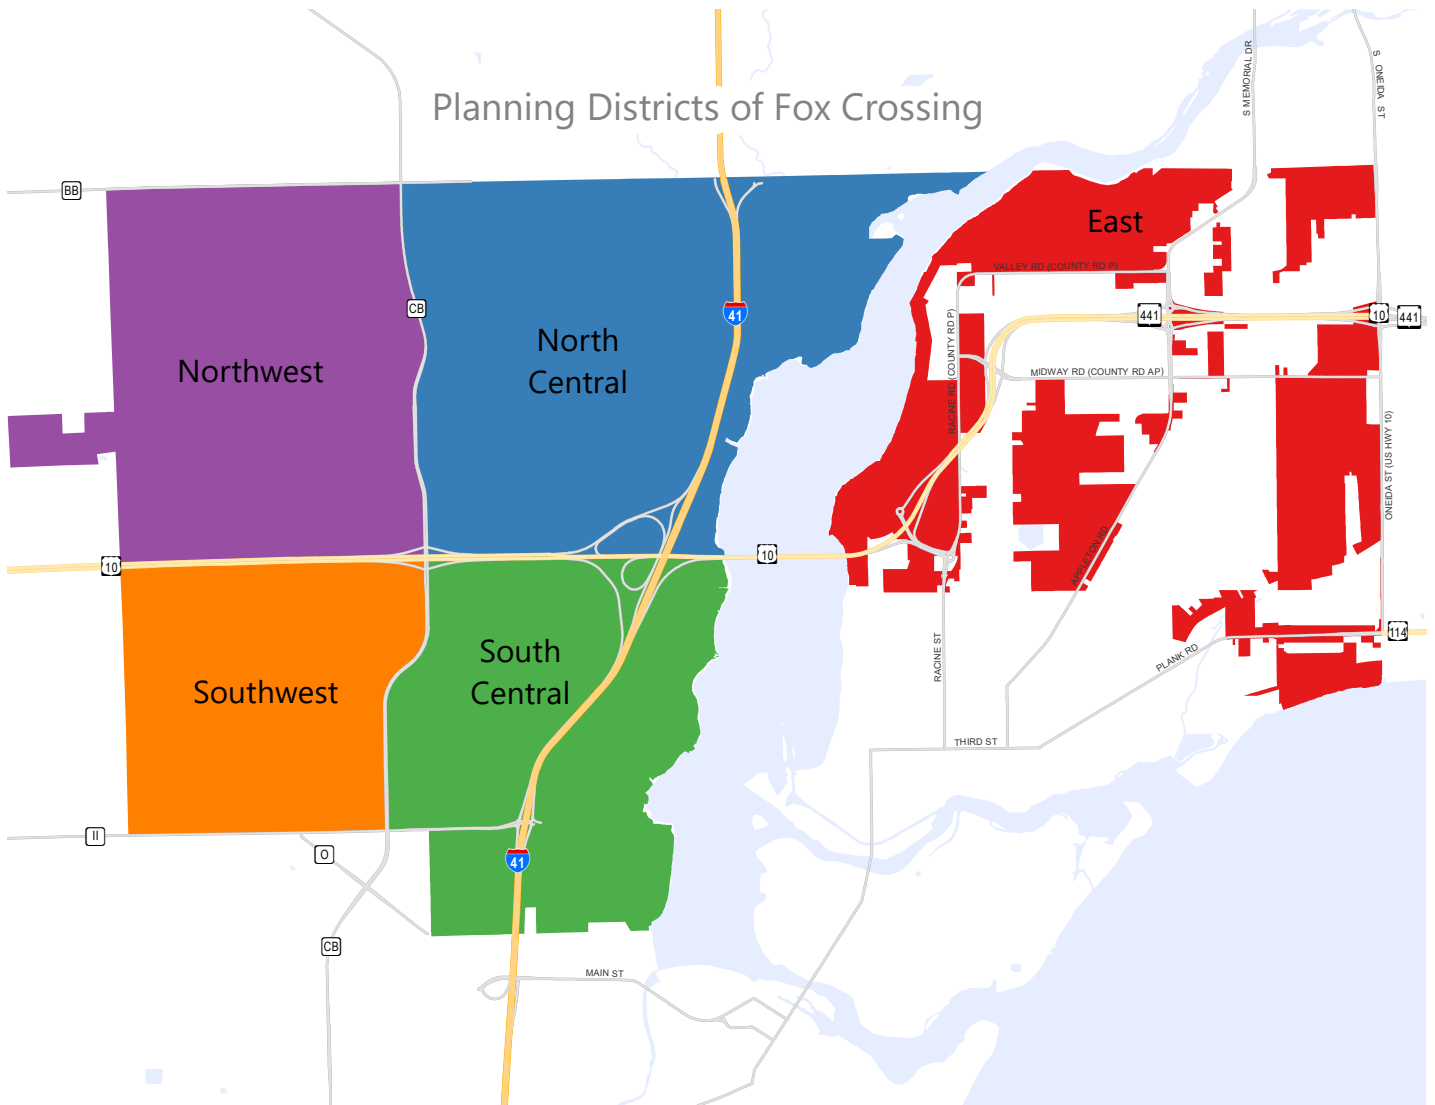 Planning Districts of Fox Crossing
S MEMORIAL DR
S ONEIDA ST
BB
East
VALLEY RD (COUNTY RD P)
CB
41
441
10
441
North
Central
Northwest
RACINE RD (COUNTY RD P)
MIDWAY RD (COUNTY RD AP)
ONEIDA ST (US HWY 10)
10
10
APPLETON RD
South
Central
Southwest
RACINE ST
PLANK RD
114
THIRD ST
II
O
41
CB
MAIN ST